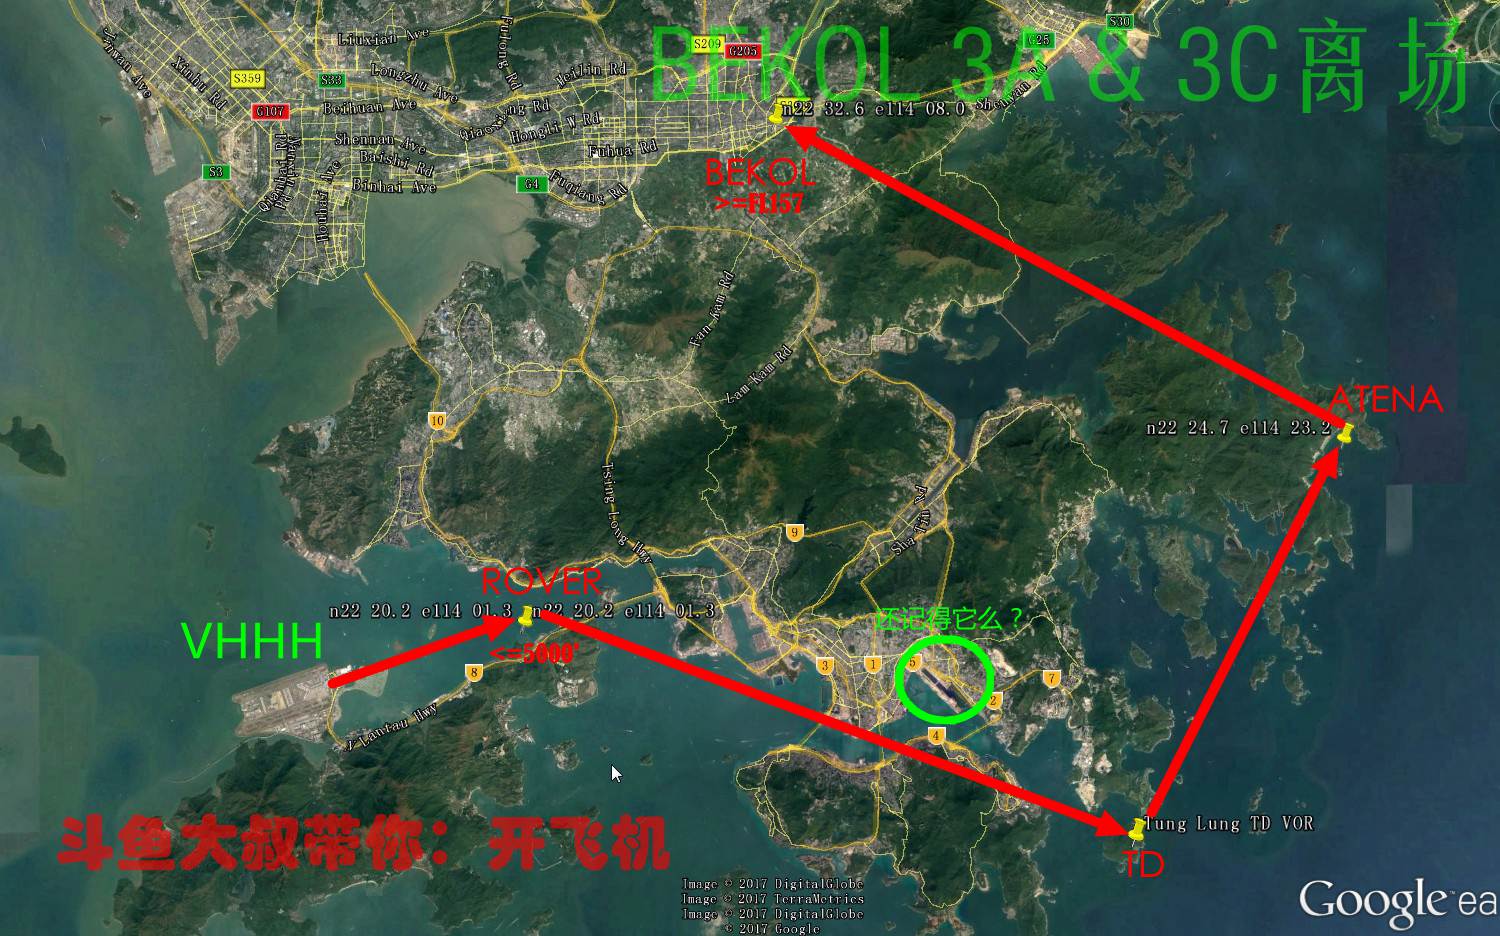 BEKOL 3A & 3C离场
S30
G25
S209
G205
Liuxian Ave
Fulong Rd
Xinhu Rd
S359
S33
Longzhu Ave
Meilin Rd
G107
Beihuan Ave
Qiaoxiang Rd
Hongli W Rd
Shennan Ave
Fuhua Rd
Baishi Rd
Binhai Ave
S3
G4
Fuqiang Rd
Houhai Ave
Qianhai Rd
Shenyan Rd
n22 32.6 e114 08.0
BEKOL
>=FL157
Fan Kam Rd
Lam Kam Rd
10
ATENA
n22 24.7 e114 23.2
Tsing Long Hwy
Sha Tin Rd
9
ROVER
n22 20.2 e114 01.3
n22 20.2 e114 01.3
VHHH
<=5000'
还记得它么？
3
1
5
7
2
8
4
N Lantau Hwy
Tung Lung TD VOR
TD
斗鱼大叔带你：开飞机
Image © 2017 DigitalGlobe
Image © 2017 TerraMetrics
Image © 2017 DigitalGlobe
© 2017 Google
Google ea